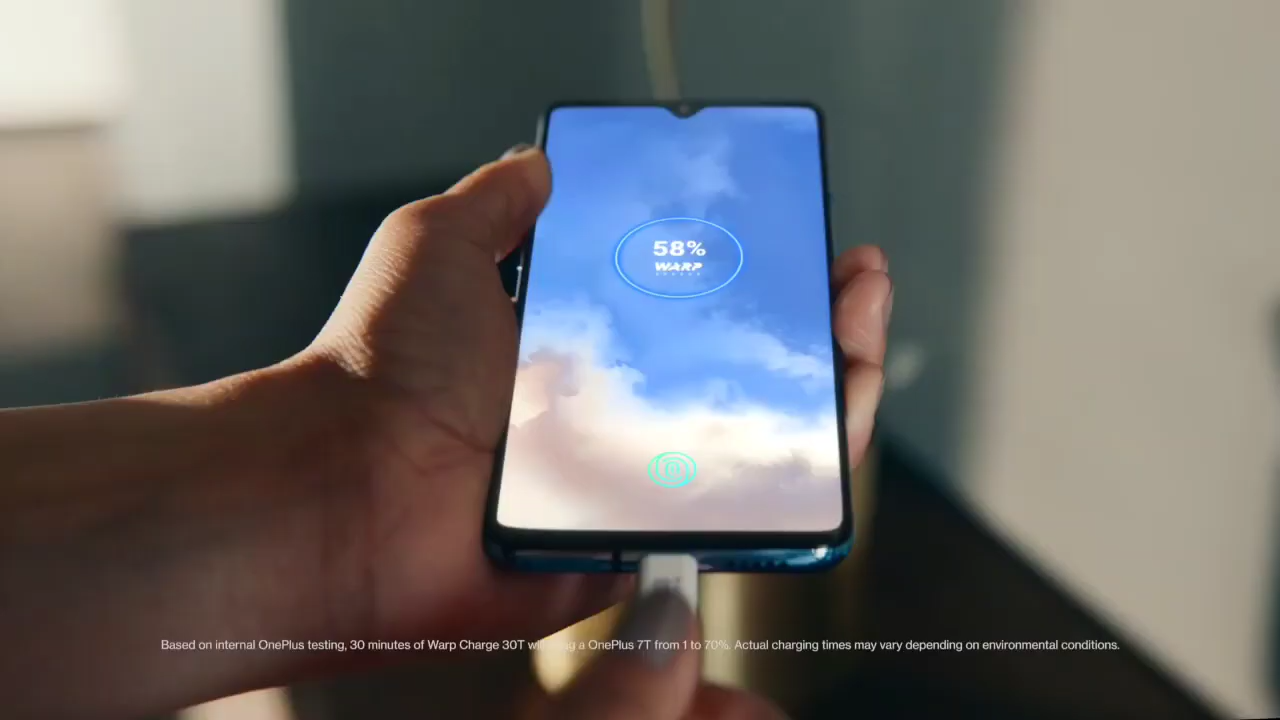 58%
WARP
Based on internal OnePlus testing, 30 minutes of Warp Charge 30T will a OnePlus 7T from 1 to 70%. Actual charging times may vary depending on environmental conditions.